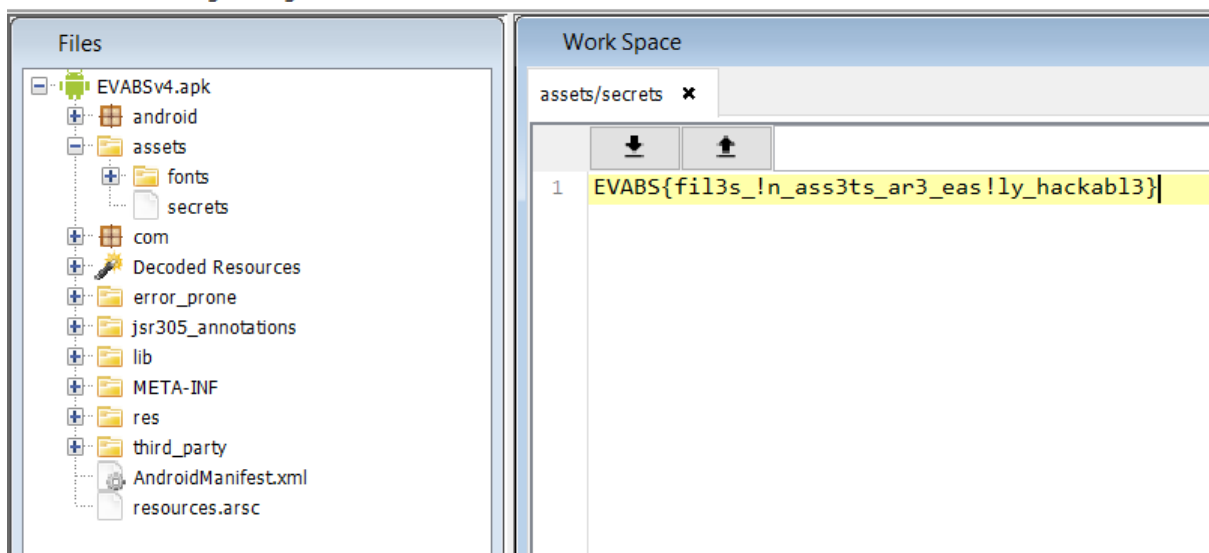 Files
EVABSv4.apk
android
assets
fonts
secrets
com
Decoded Resources
error_prone
jsr305_annotations
lib
META-INF
res
third_party
AndroidManifest.xml
resources.arsc
Work Space
assets/secrets
1 EVABS{fil3s_!n_ass3ts_ar3_eas!ly_hackabl3}